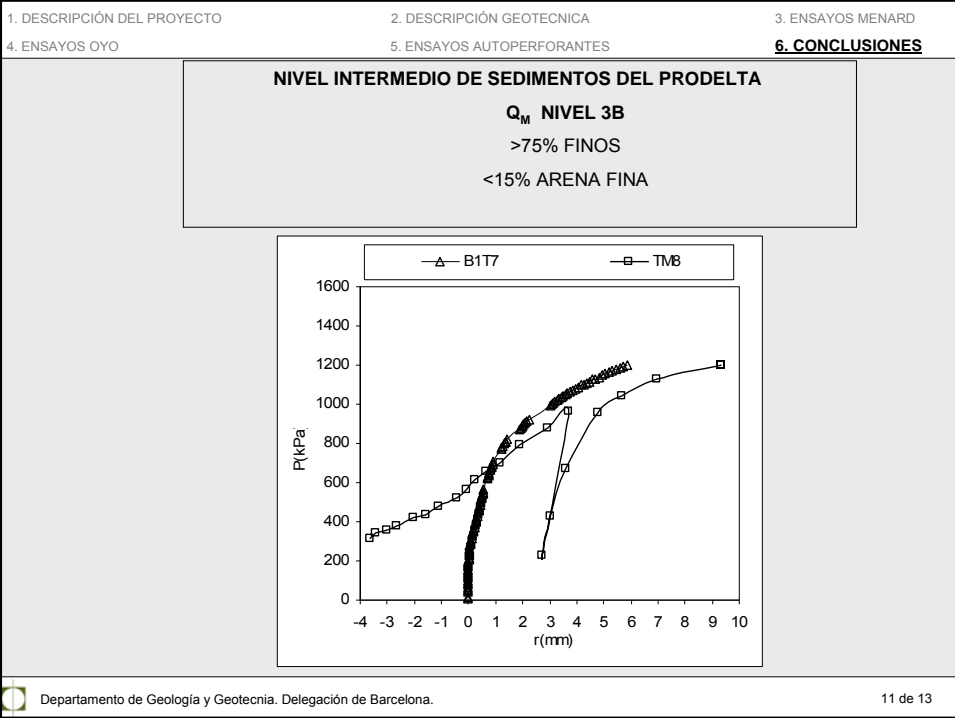 1. DESCRIPCIÓN DEL PROYECTO 2. DESCRIPCIÓN GEOTECNICA 3. ENSAYOS MENARD
4. ENSAYOS OYO 5. ENSAYOS AUTOPERFORANTES 6. CONCLUSIONES
NIVEL INTERMEDIO DE SEDIMENTOS DEL PRODELTA
QM NIVEL 3B
>75% FINOS
<15% ARENA FINA
B1T7 TM8
1600
1400
1200
1000
800
600
400
200
0
P(kPa)
-4 -3 -2 -1 0 1 2 3 4 5 6 7 8 9 10
r(mm)
Departamento de Geología y Geotecnia. Delegación de Barcelona. 11 de 13